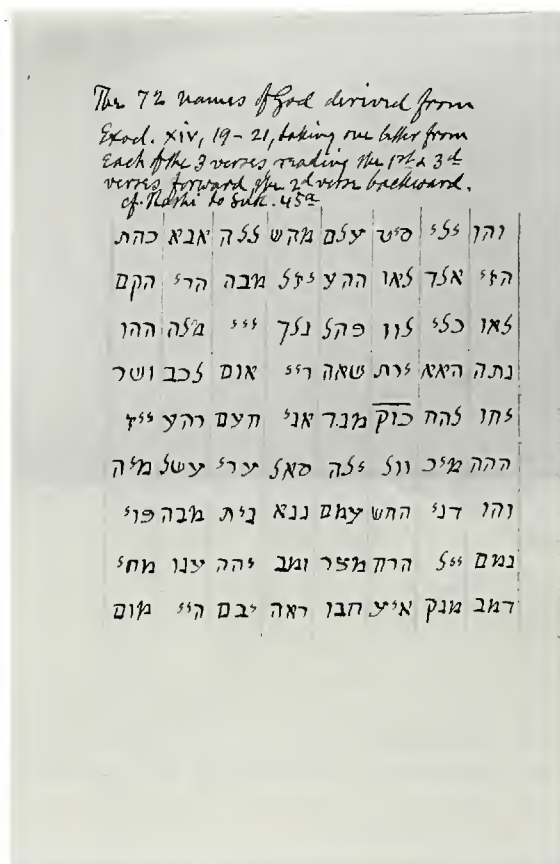 The 72 names of God derived from
Exod. XIV, 19-21, taking one letter from
Each of the 3 verses reading the 1st & 3d
verses forward, the 2d verse backward.
cf. Rashi to Suk. 45a
והו ילי סיט עלם מהש ללה אבא כהת
הזי אלד לאו ההע יזל מבה הרי הקם
לאו כלי לוו פהל נלך ייי מלה ההו
נתה האא ירת שאה ריי אום לכב ושר
יחו להח כוק מנד אני חעם רהע ייז
ההה מיכ וול ילה סאל ערי עשל מיה
והו דני החש עמם ננא נית מבה פוי
נמם ייל הרח מצר ומב יהה ענו מחי
דמב מנק איע חבו ראה יבם היי מום